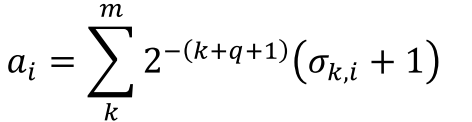 $a_i = \sum_{k}^{m} 2^{-(k+q+1)} (\sigma_{k,i} + 1)$